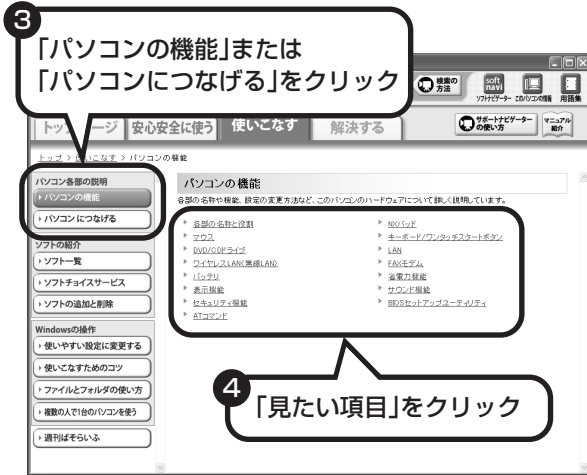 3
「パソコンの機能」または
「パソコンにつなげる」をクリック
検索の方法
soft navi
ソフトナビゲーター
このパソコンの情報
用語集
トッ
ージ
安心安全に使う
使いこなす
解決する
サポートナビゲーターの使い方
マニュアル紹介
トップ > 使いこなす > パソコンの機能
パソコン各部の説明
パソコンの機能
パソコンにつなげる
ソフトの紹介
ソフト一覧
ソフトチョイスサービス
ソフトの追加と削除
Windowsの操作
使いやすい設定に変更する
使いこなすためのコツ
ファイルとフォルダの使い方
複数の人で1台のパソコンを使う
週刊ぱそらいふ
パソコンの機能
各部の名称や機能、設定の変更方法など、このパソコンのハードウェアについて詳しく説明しています。
各部の名称と役割
マウス
DVD/CDドライブ
ワイヤレスLAN(無線LAN)
バッテリ
表示機能
セキュリティ機能
ATコマンド
NXパッド
キーボード/ワンタッチスタートボタン
LAN
FAXモデム
省電力機能
サウンド機能
BIOSセットアップユーティリティ
4
「見たい項目」をクリック